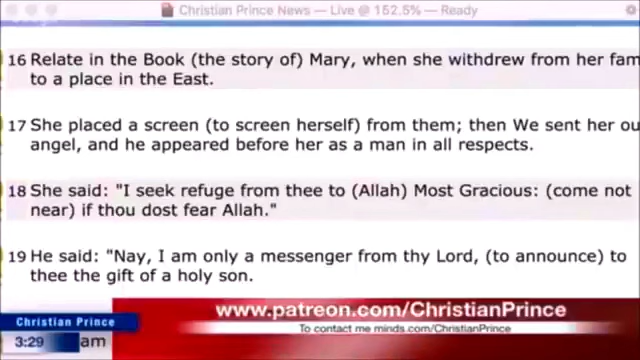 Christian Prince News — Live @ 152.5% — Ready
16 Relate in the Book (the story of) Mary, when she withdrew from her fam
to a place in the East.
17 She placed a screen (to screen herself) from them; then We sent her ou
angel, and he appeared before her as a man in all respects.
18 She said: "I seek refuge from thee to (Allah) Most Gracious: (come not
near) if thou dost fear Allah."
19 He said: "Nay, I am only a messenger from thy Lord, (to announce) to
thee the gift of a holy son.
www.patreon.com/ChristianPrince
Christian Prince
To contact me minds.com/ChristianPrince
3:29 am